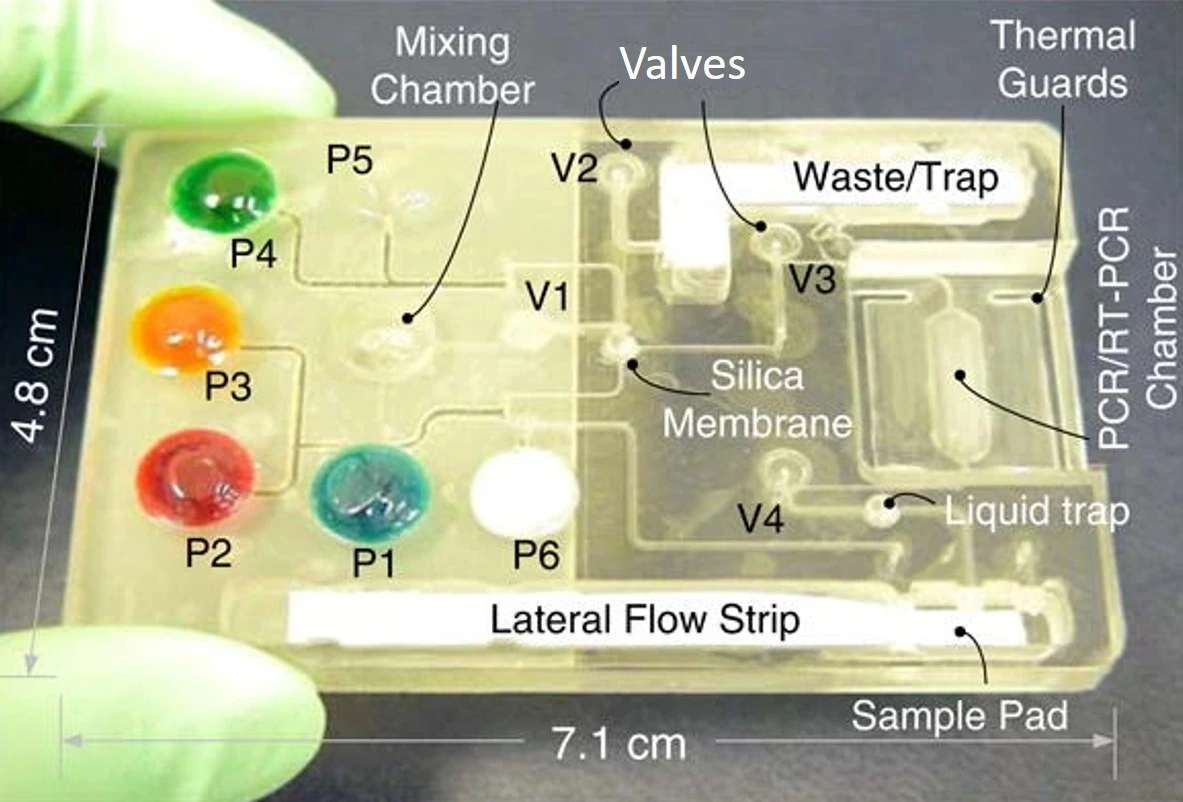 Mixing
Chamber
Valves
Thermal
Guards
P5
V2
Waste/Trap
P4
V1
V3
PCR/RT-PCR
Chamber
4.8 cm
P3
Silica
Membrane
P2
P1
P6
V4
Liquid trap
Lateral Flow Strip
Sample Pad
7.1 cm